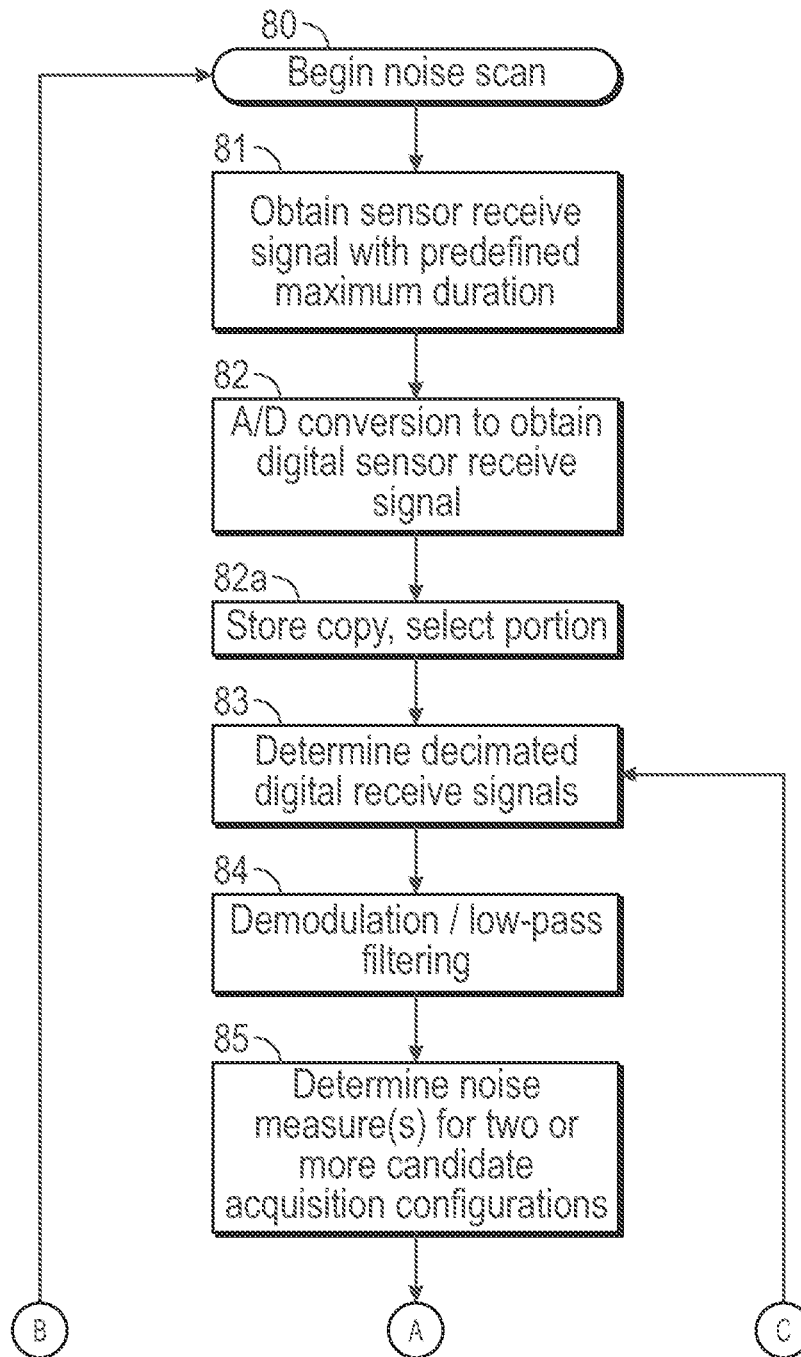 80
Begin noise scan
81
Obtain sensor receive
signal with predefined
maximum duration
82
A/D conversion to obtain
digital sensor receive
signal
82a
Store copy, select portion
83
Determine decimated
digital receive signals
84
Demodulation / low-pass
filtering
85
Determine noise
measure(s) for two or
more candidate
acquisition configurations
B
A
C